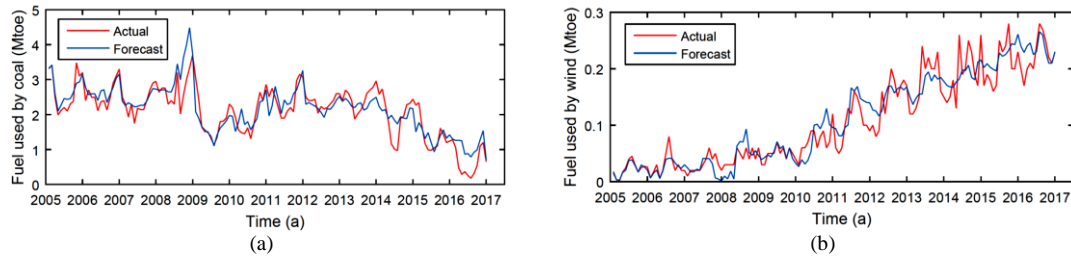 (a)
5
4
3
2
1
0
Fuel used by coal (Mtoe)
Actual
Forecast
2005 2006 2007 2008 2009 2010 2011 2012 2013 2014 2015 2016 2017
Time (a)
(a)
(b)
0.3
0.2
0.1
0
Fuel used by wind (Mtoe)
Actual
Forecast
2005 2006 2007 2008 2009 2010 2011 2012 2013 2014 2015 2016 2017
Time (a)
(b)